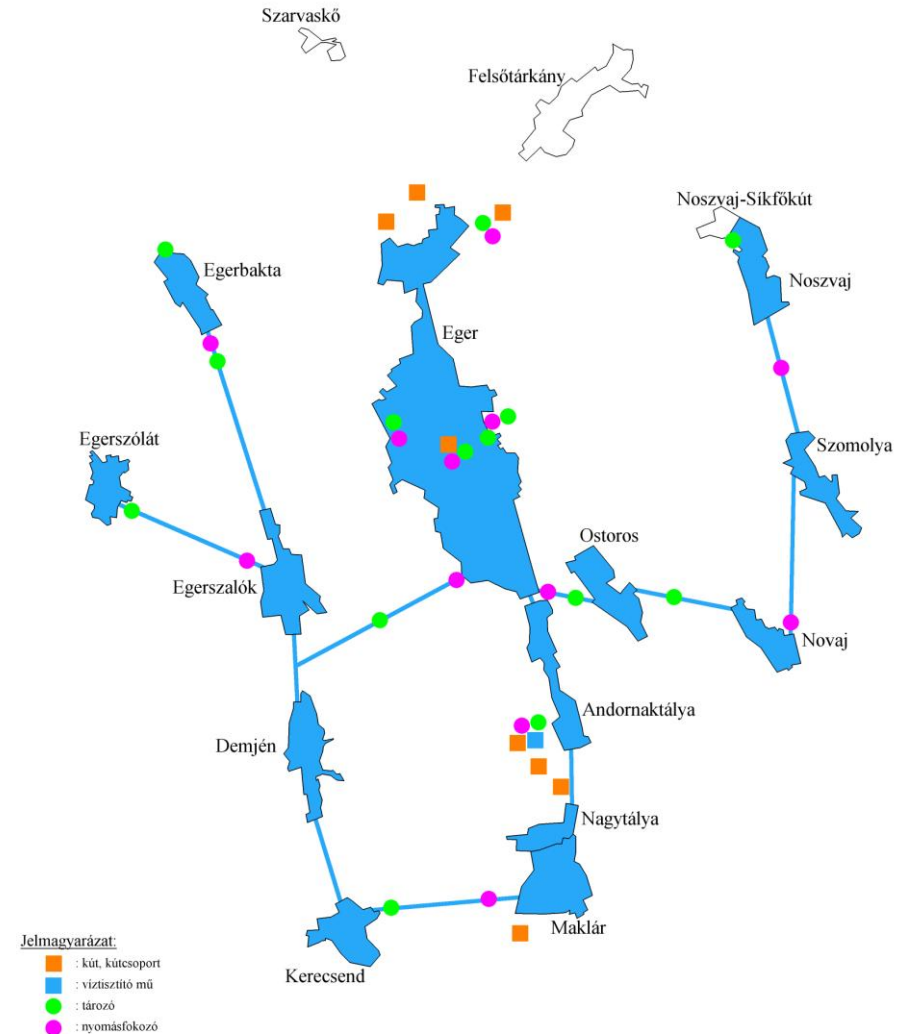 Szarvaskő
Felsőtárkány
Noszvaj-Síkfőkút
Egerbakta
Noszvaj
Eger
Egerszólát
Szomolya
Ostoros
Egerszalók
Novaj
Andornaktálya
Demjén
Nagytálya
Maklár
Kerecsend
Jelmagyarázat:
: kút, kútcsoport
: víztisztító mű
: tározó
: nyomásfokozó